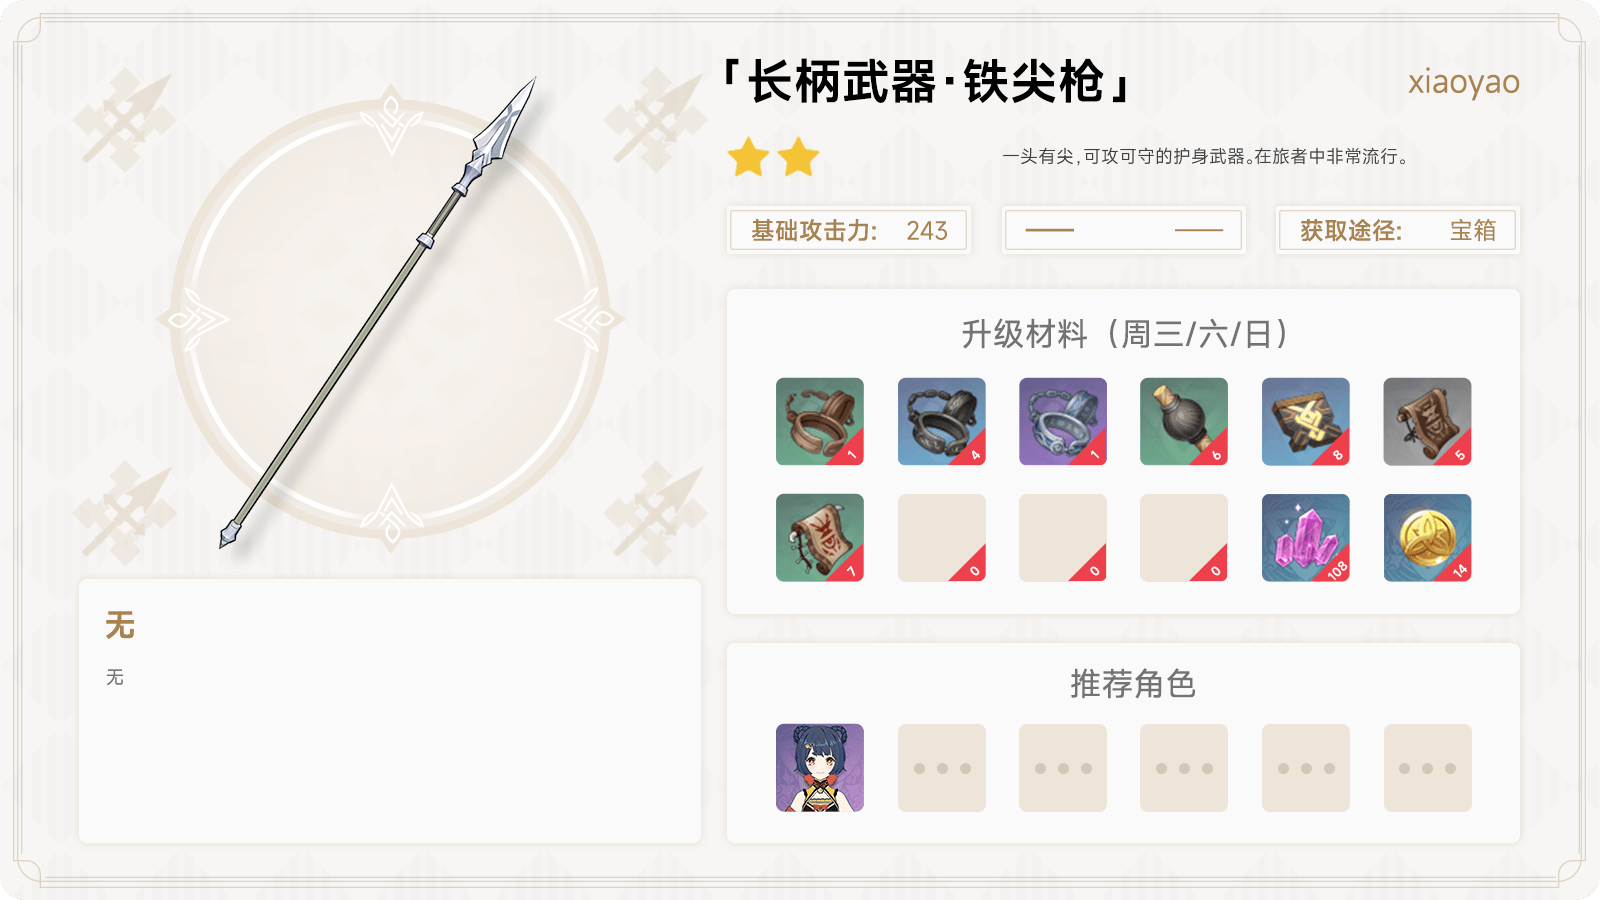 「长柄武器·铁尖枪」
xiaoyao
一头有尖,可攻可守的护身武器。在旅者中非常流行。
基础攻击力: 243
获取途径: 宝箱
升级材料（周三/六/日）
1 4 1 6 8 5
7 0 0 0 108 14
无
无
推荐角色